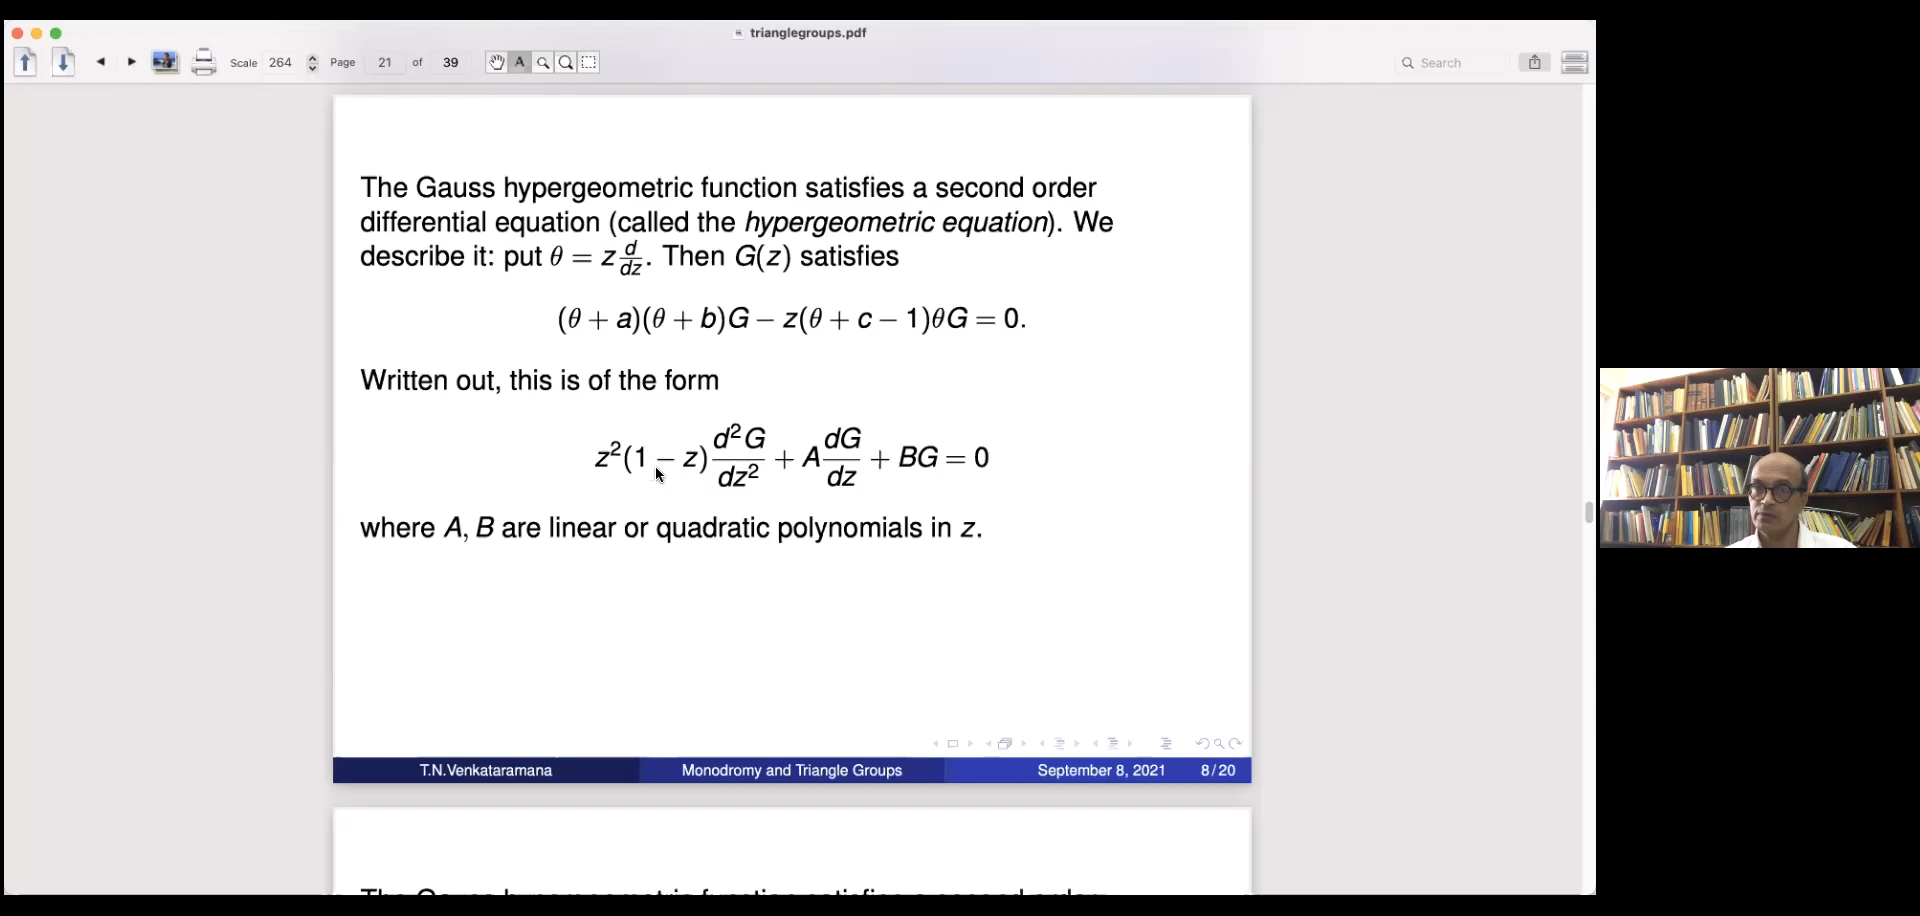 trianglegroups.pdf
Scale 264 Page 21 of 39 A Search
The Gauss hypergeometric function satisfies a second order
differential equation (called the hypergeometric equation). We
describe it: put θ = z d/dz. Then G(z) satisfies
(θ + a)(θ + b)G − z(θ + c − 1)θG = 0.
Written out, this is of the form
z²(1 − z) d²G/dz² + A dG/dz + BG = 0
where A, B are linear or quadratic polynomials in z.
T.N.Venkataramana Monodromy and Triangle Groups September 8, 2021 8/20